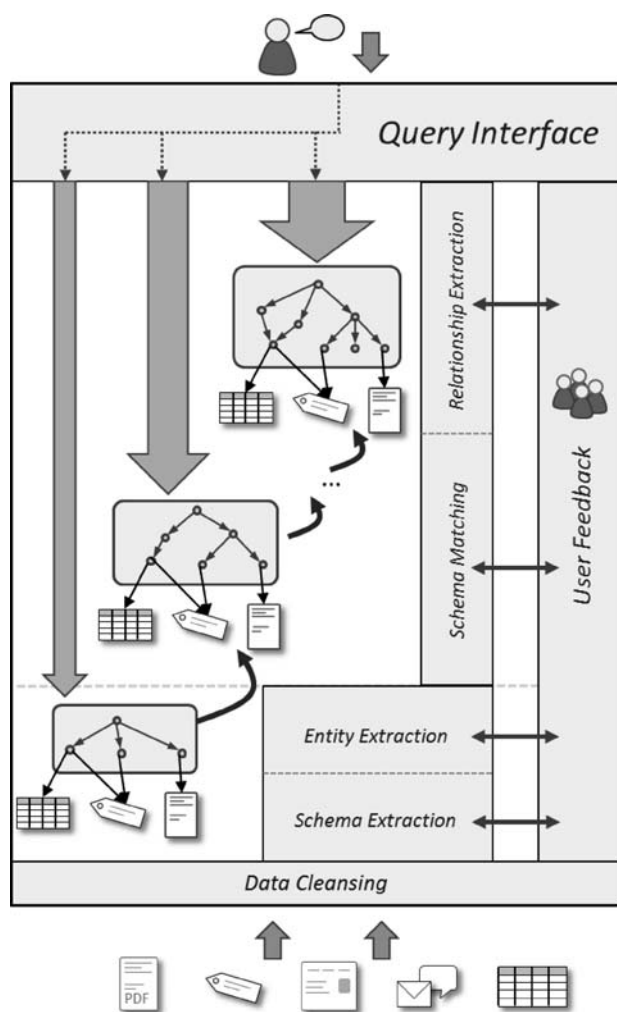 Query Interface
Relationship Extraction
Schema Matching
User Feedback
...
Entity Extraction
Schema Extraction
Data Cleansing
PDF